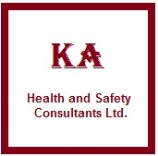 KA
Health and Safety
Consultants Ltd.